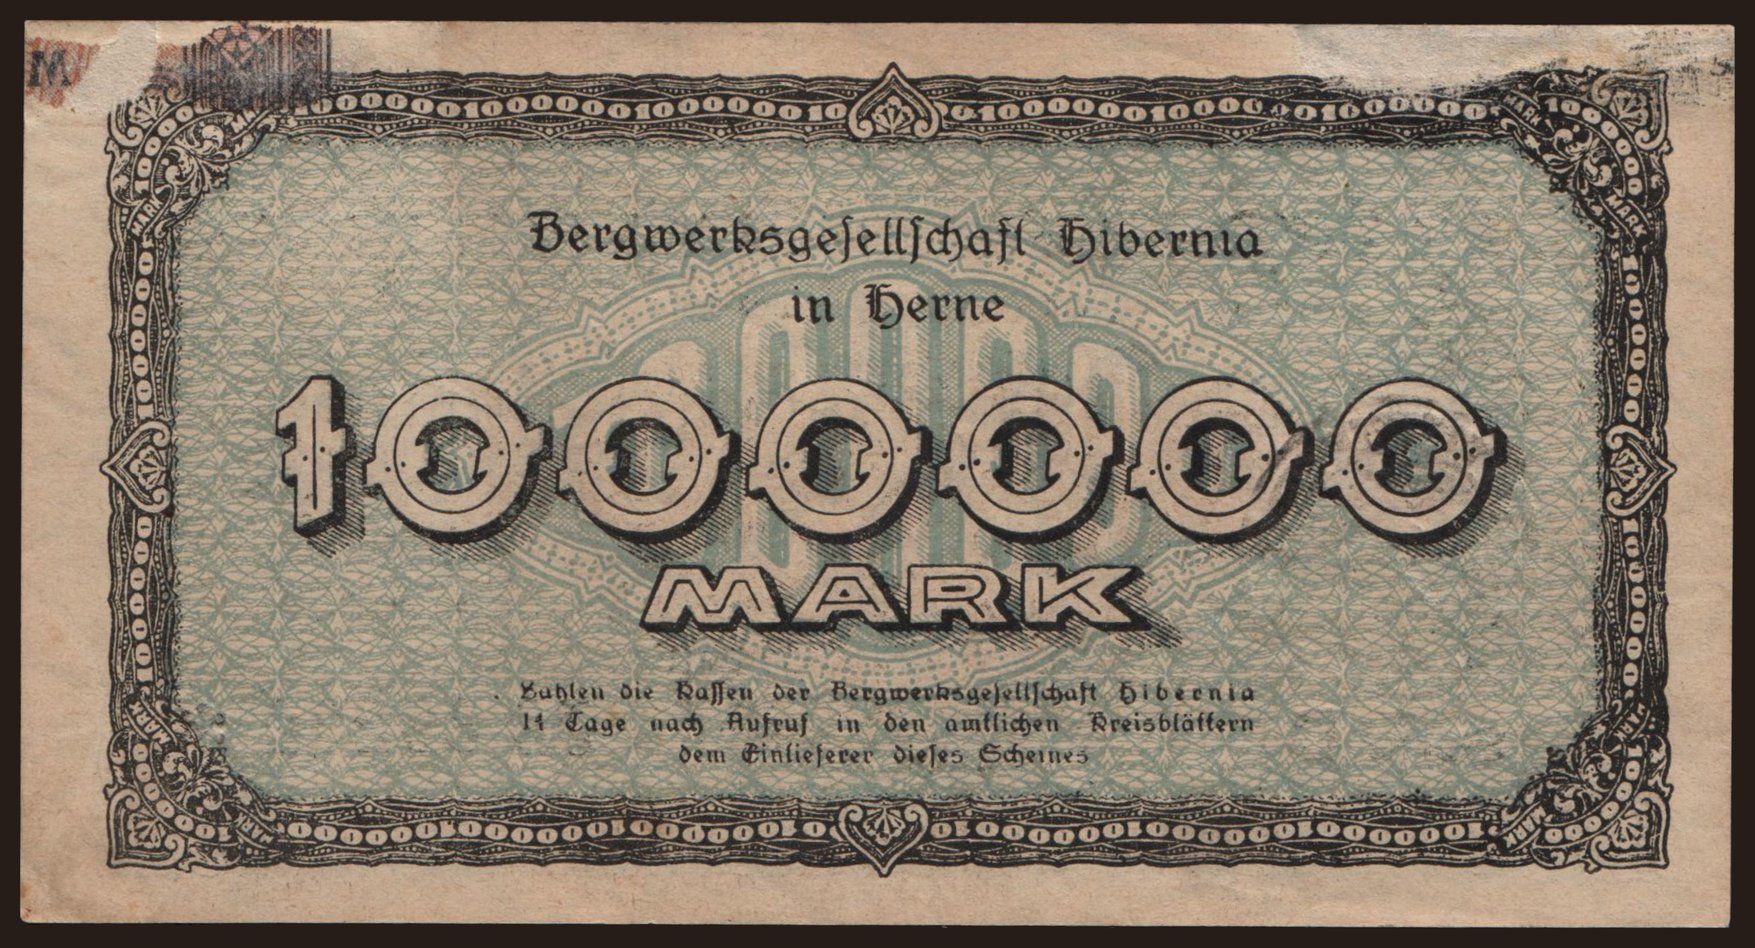 M
Bergwerksgesellschaft Hibernia
in Herne
1000000
MARK
Zahlen die Kassen der Bergwerksgesellschaft Hibernia
14 Tage nach Aufruf in den amtlichen Kreisblättern
dem Einlieferer dieses Scheines